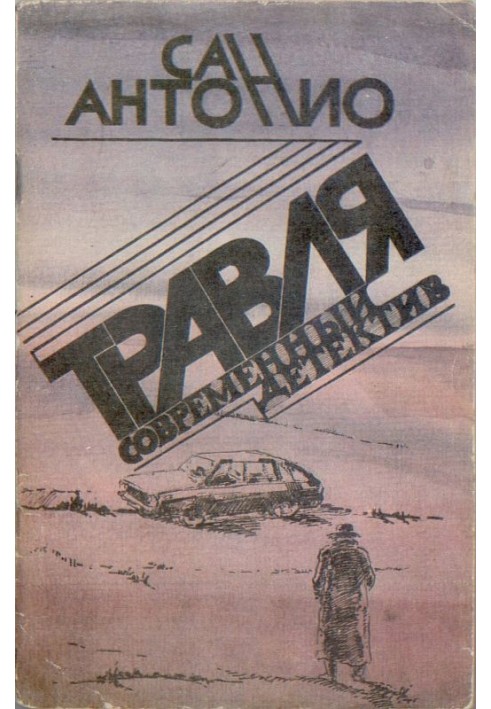 САН
АНТОНИО
ТРАВЛЯ
СОВРЕМЕННЫЙ
ДЕТЕКТИВ